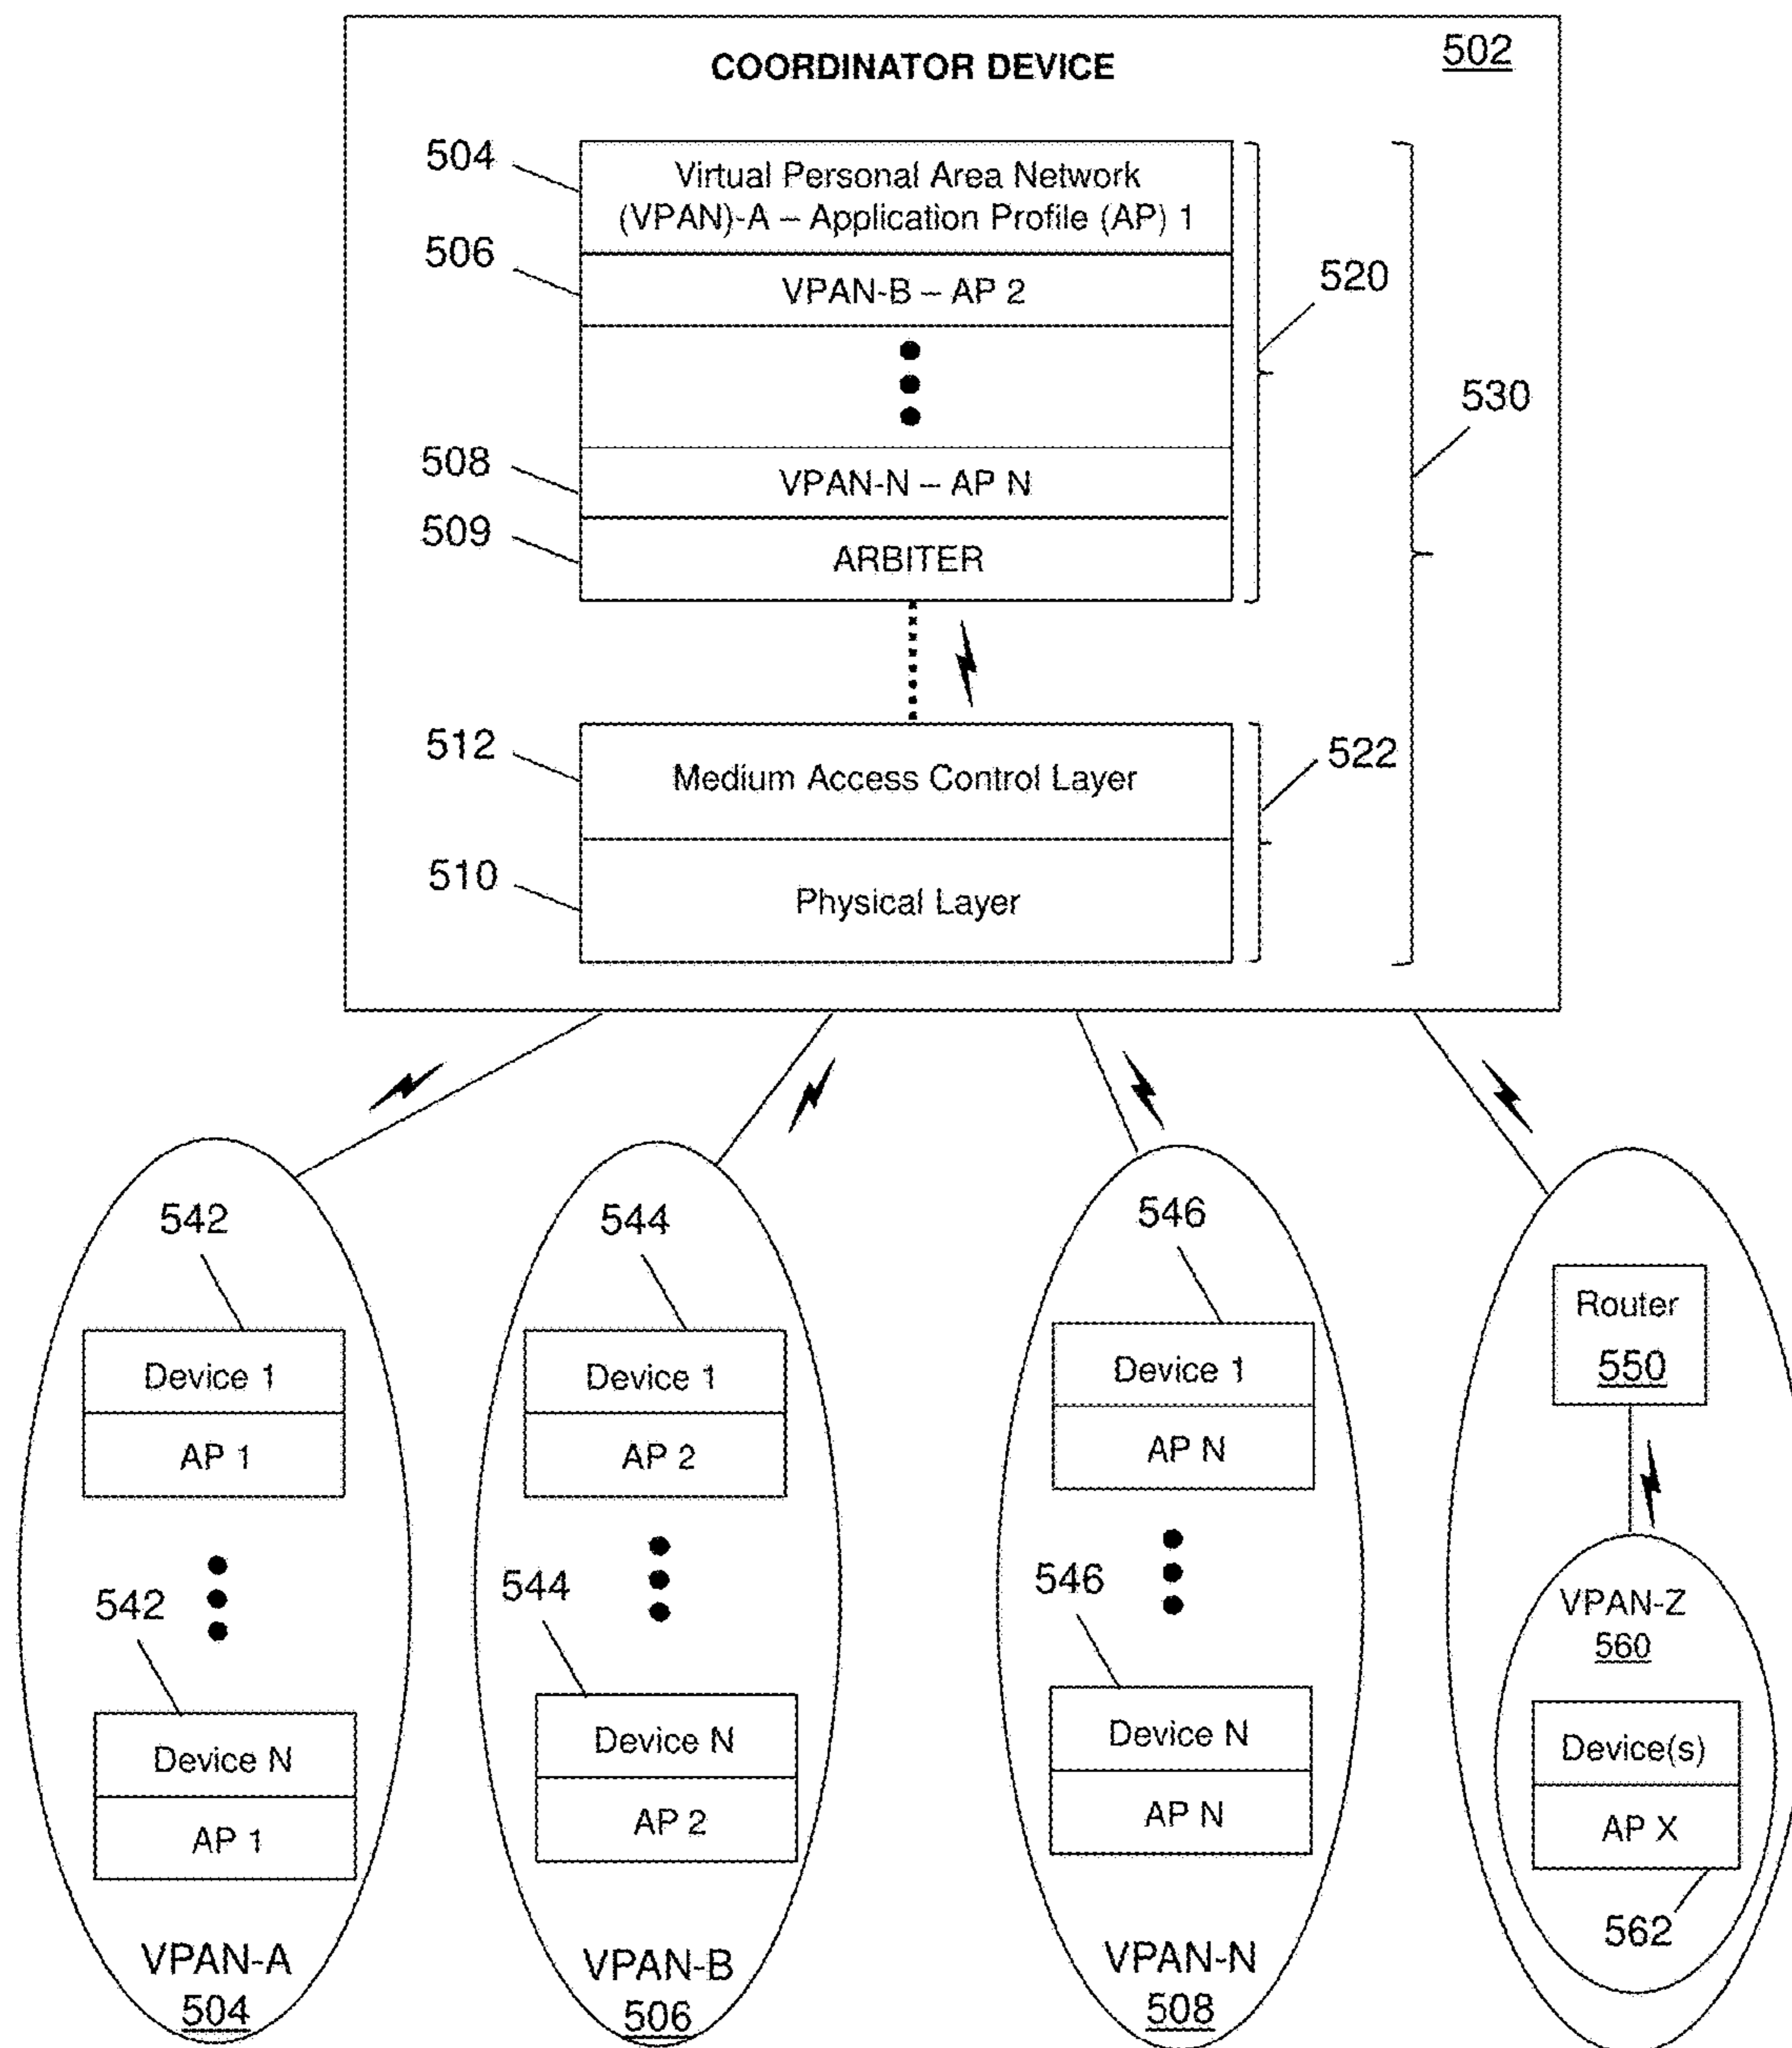 502
COORDINATOR DEVICE
504
Virtual Personal Area Network
(VPAN)-A – Application Profile (AP) 1
506
VPAN-B – AP 2
520
530
508
VPAN-N – AP N
509
ARBITER
512
Medium Access Control Layer
522
510
Physical Layer
542
Device 1
AP 1
542
Device N
AP 1
VPAN-A
504
544
Device 1
AP 2
544
Device N
AP 2
VPAN-B
506
546
Device 1
AP N
546
Device N
AP N
VPAN-N
508
Router
550
VPAN-Z
560
Device(s)
AP X
562